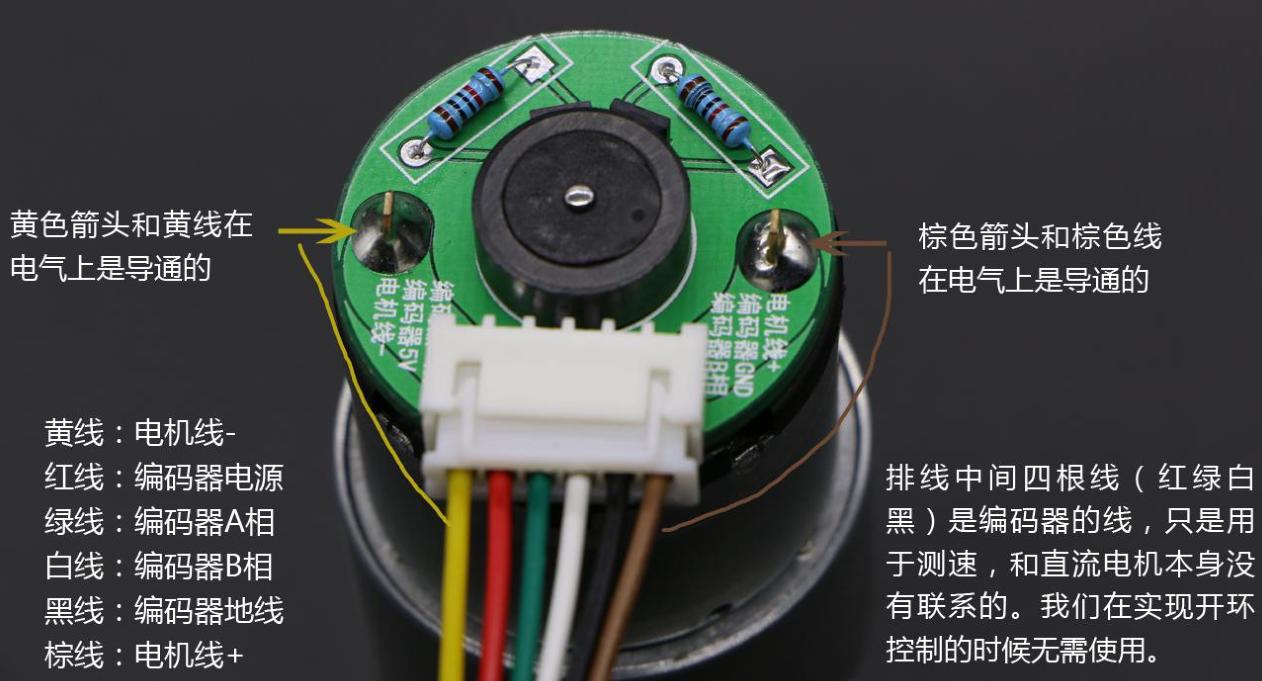 黄色箭头和黄线在
电气上是导通的
棕色箭头和棕色线
在电气上是导通的
电机线-
编码器5V
编码
编码器B相
编码器GND
电机线+
黄线：电机线-
红线：编码器电源
绿线：编码器A相
白线：编码器B相
黑线：编码器地线
棕线：电机线+
排线中间四根线（红绿白
黑）是编码器的线，只是用
于测速，和直流电机本身没
有联系的。我们在实现开环
控制的时候无需使用。